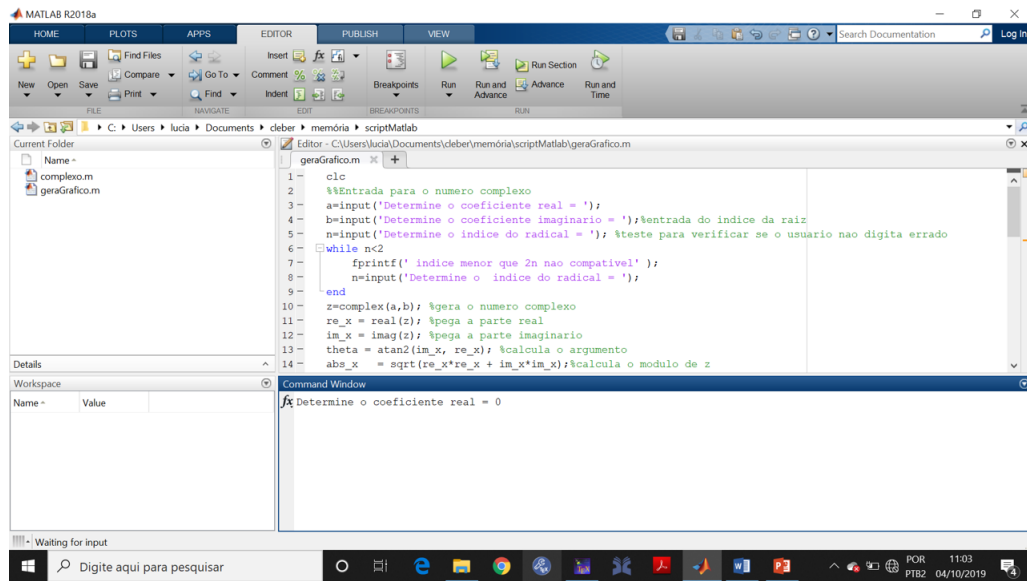 MATLAB R2018a
HOME PLOTS APPS EDITOR PUBLISH VIEW
Search Documentation Log In
New Open Save Find Files Compare Print
Go To Find
Insert fx Comment Indent
Breakpoints Run Run and Advance Run Section Advance Run and Time
FILE NAVIGATE EDIT BREAKPOINTS RUN
C: Users lucia Documents cleber memória scriptMatlab
Current Folder
Name
complexo.m
geraGrafico.m
Details
Workspace
Name Value
Editor - C:\Users\lucia\Documents\cleber\memória\scriptMatlab\geraGrafico.m
geraGrafico.m +
1 - clc
2 %%Entrada para o numero complexo
3 - a=input('Determine o coeficiente real = ');
4 - b=input('Determine o coeficiente imaginario = ');%entrada do indice da raiz
5 - n=input('Determine o indice do radical = '); %teste para verificar se o usuario nao digita errado
6 - while n<2
7 - fprintf(' indice menor que 2n nao compativel' );
8 - n=input('Determine o  indice do radical = ');
9 - end
10 - z=complex(a,b); %gera o numero complexo
11 - re_x = real(z); %pega a parte real
12 - im_x = imag(z); %pega a parte imaginario
13 - theta = atan2(im_x, re_x); %calcula o argumento
14 - abs_x   = sqrt(re_x*re_x + im_x*im_x);%calcula o modulo de z
Command Window
fx Determine o coeficiente real = 0
Waiting for input
Digite aqui para pesquisar
POR
PTB2
11:03
04/10/2019
4